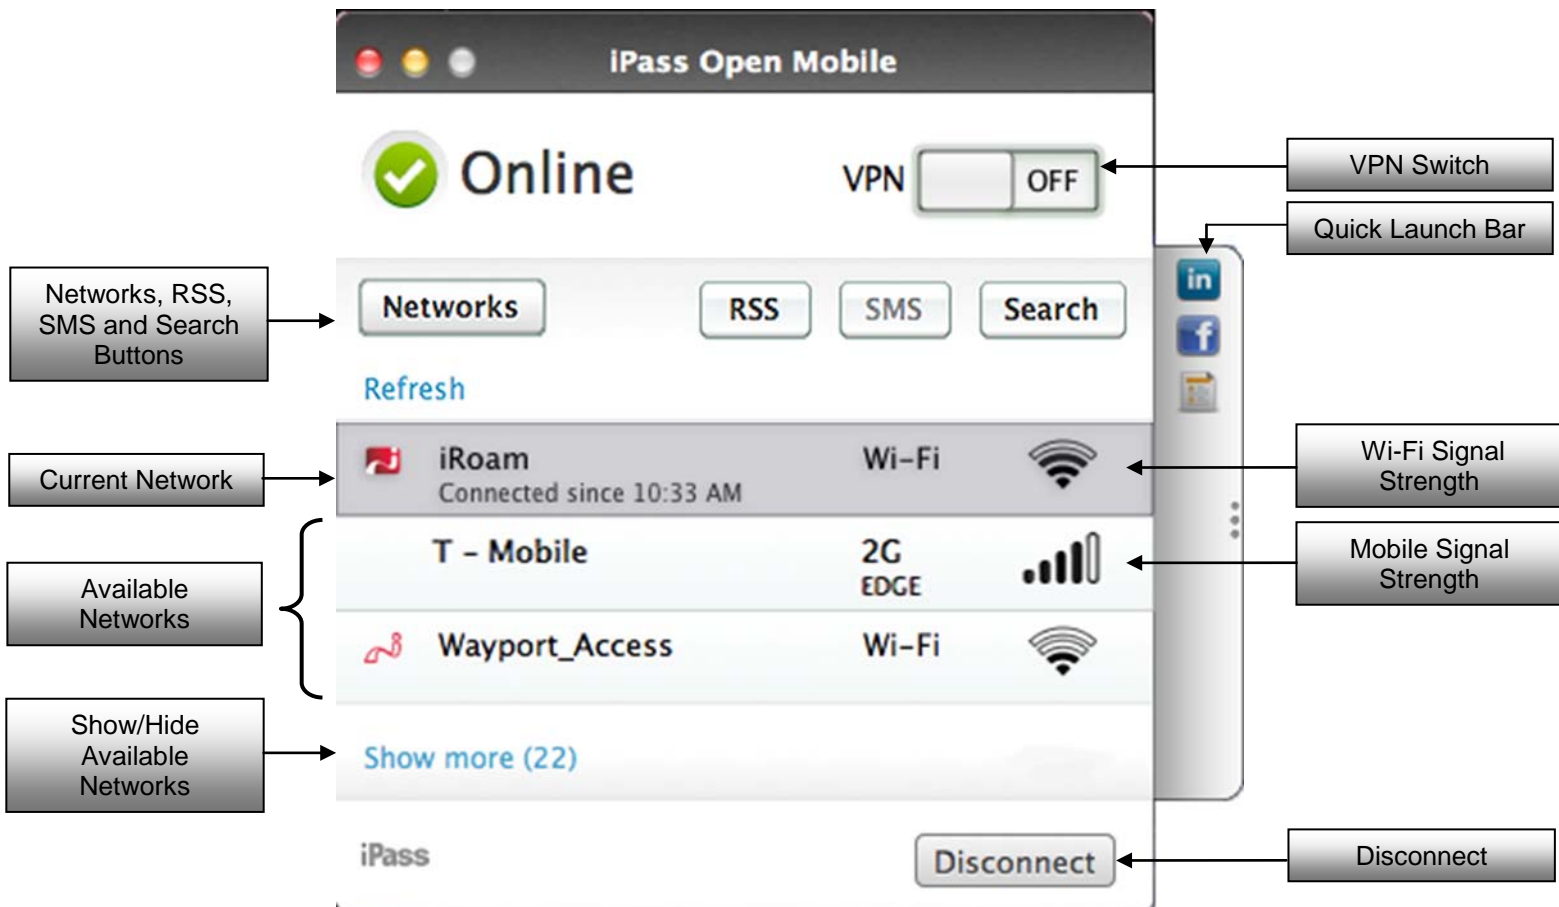 iPass Open Mobile
Online
VPN OFF
VPN Switch
Quick Launch Bar
in
f
Networks, RSS,
SMS and Search
Buttons
Networks RSS SMS Search
Refresh
Current Network
iRoam Wi-Fi
Connected since 10:33 AM
Wi-Fi Signal
Strength
Available
Networks
T - Mobile 2G
EDGE
Mobile Signal
Strength
Wayport_Access Wi-Fi
Show/Hide
Available
Networks
Show more (22)
iPass
Disconnect
Disconnect